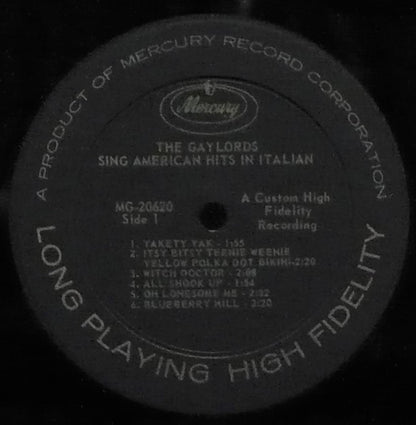 A PRODUCT OF MERCURY RECORD CORPORATION
Mercury
THE GAYLORDS
SING AMERICAN HITS IN ITALIAN
MG-20620
Side 1
A Custom High
Fidelity
Recording
1. YAKETY YAK - 1:55
2. ITSY BITSY TEENIE WEENIE
YELLOW POLKA DOT BIKINI-2:20
3. WITCH DOCTOR - 2:08
4. ALL SHOOK UP - 1:54
5. OH LONESOME ME - 2:32
6. BLUEBERRY HILL - 2:20
LONG PLAYING HIGH FIDELITY